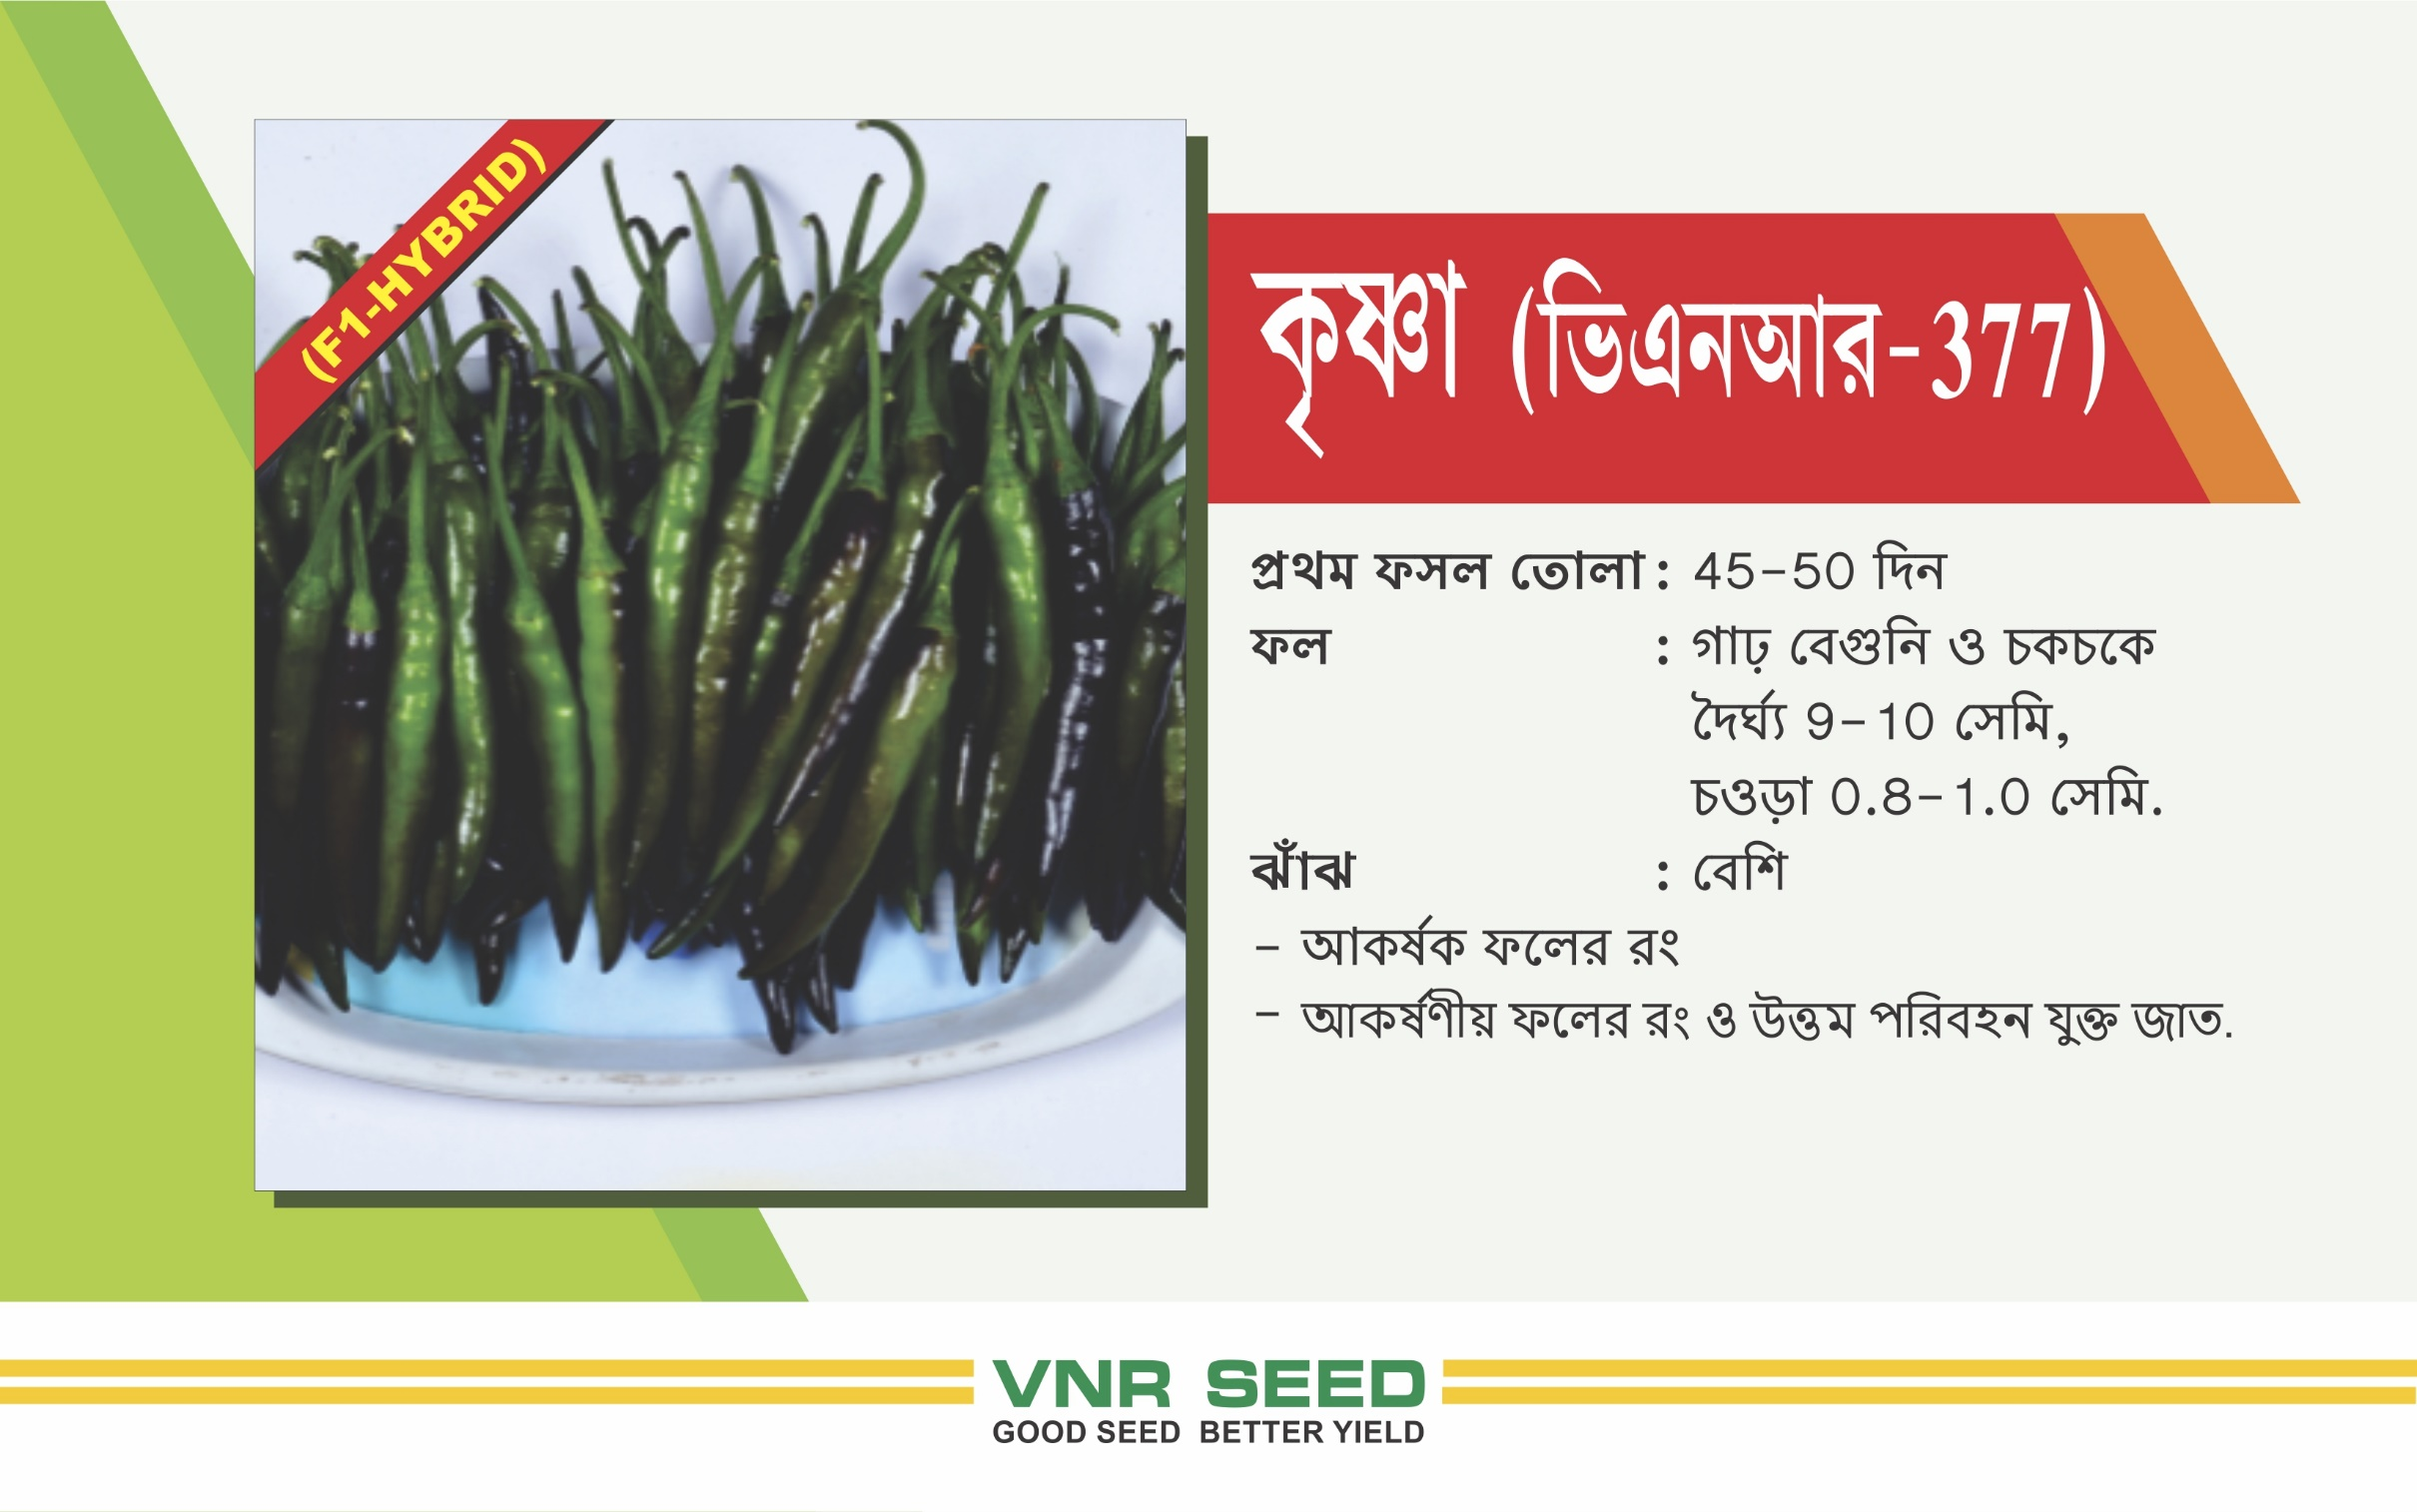 (F1-HYBRID)
কৃষ্ণা (ভিএনআর-377)
প্রথম ফসল তোলা : 45-50 দিন
ফল : গাঢ় বেগুনি ও চকচকে
দৈর্ঘ্য 9-10 সেমি,
চওড়া 0.8-1.0 সেমি.
ঝাঁঝ : বেশি
- আকর্ষক ফলের রং
- আকর্ষণীয় ফলের রং ও উত্তম পরিবহন যুক্ত জাত.
VNR SEED
GOOD SEED BETTER YIELD